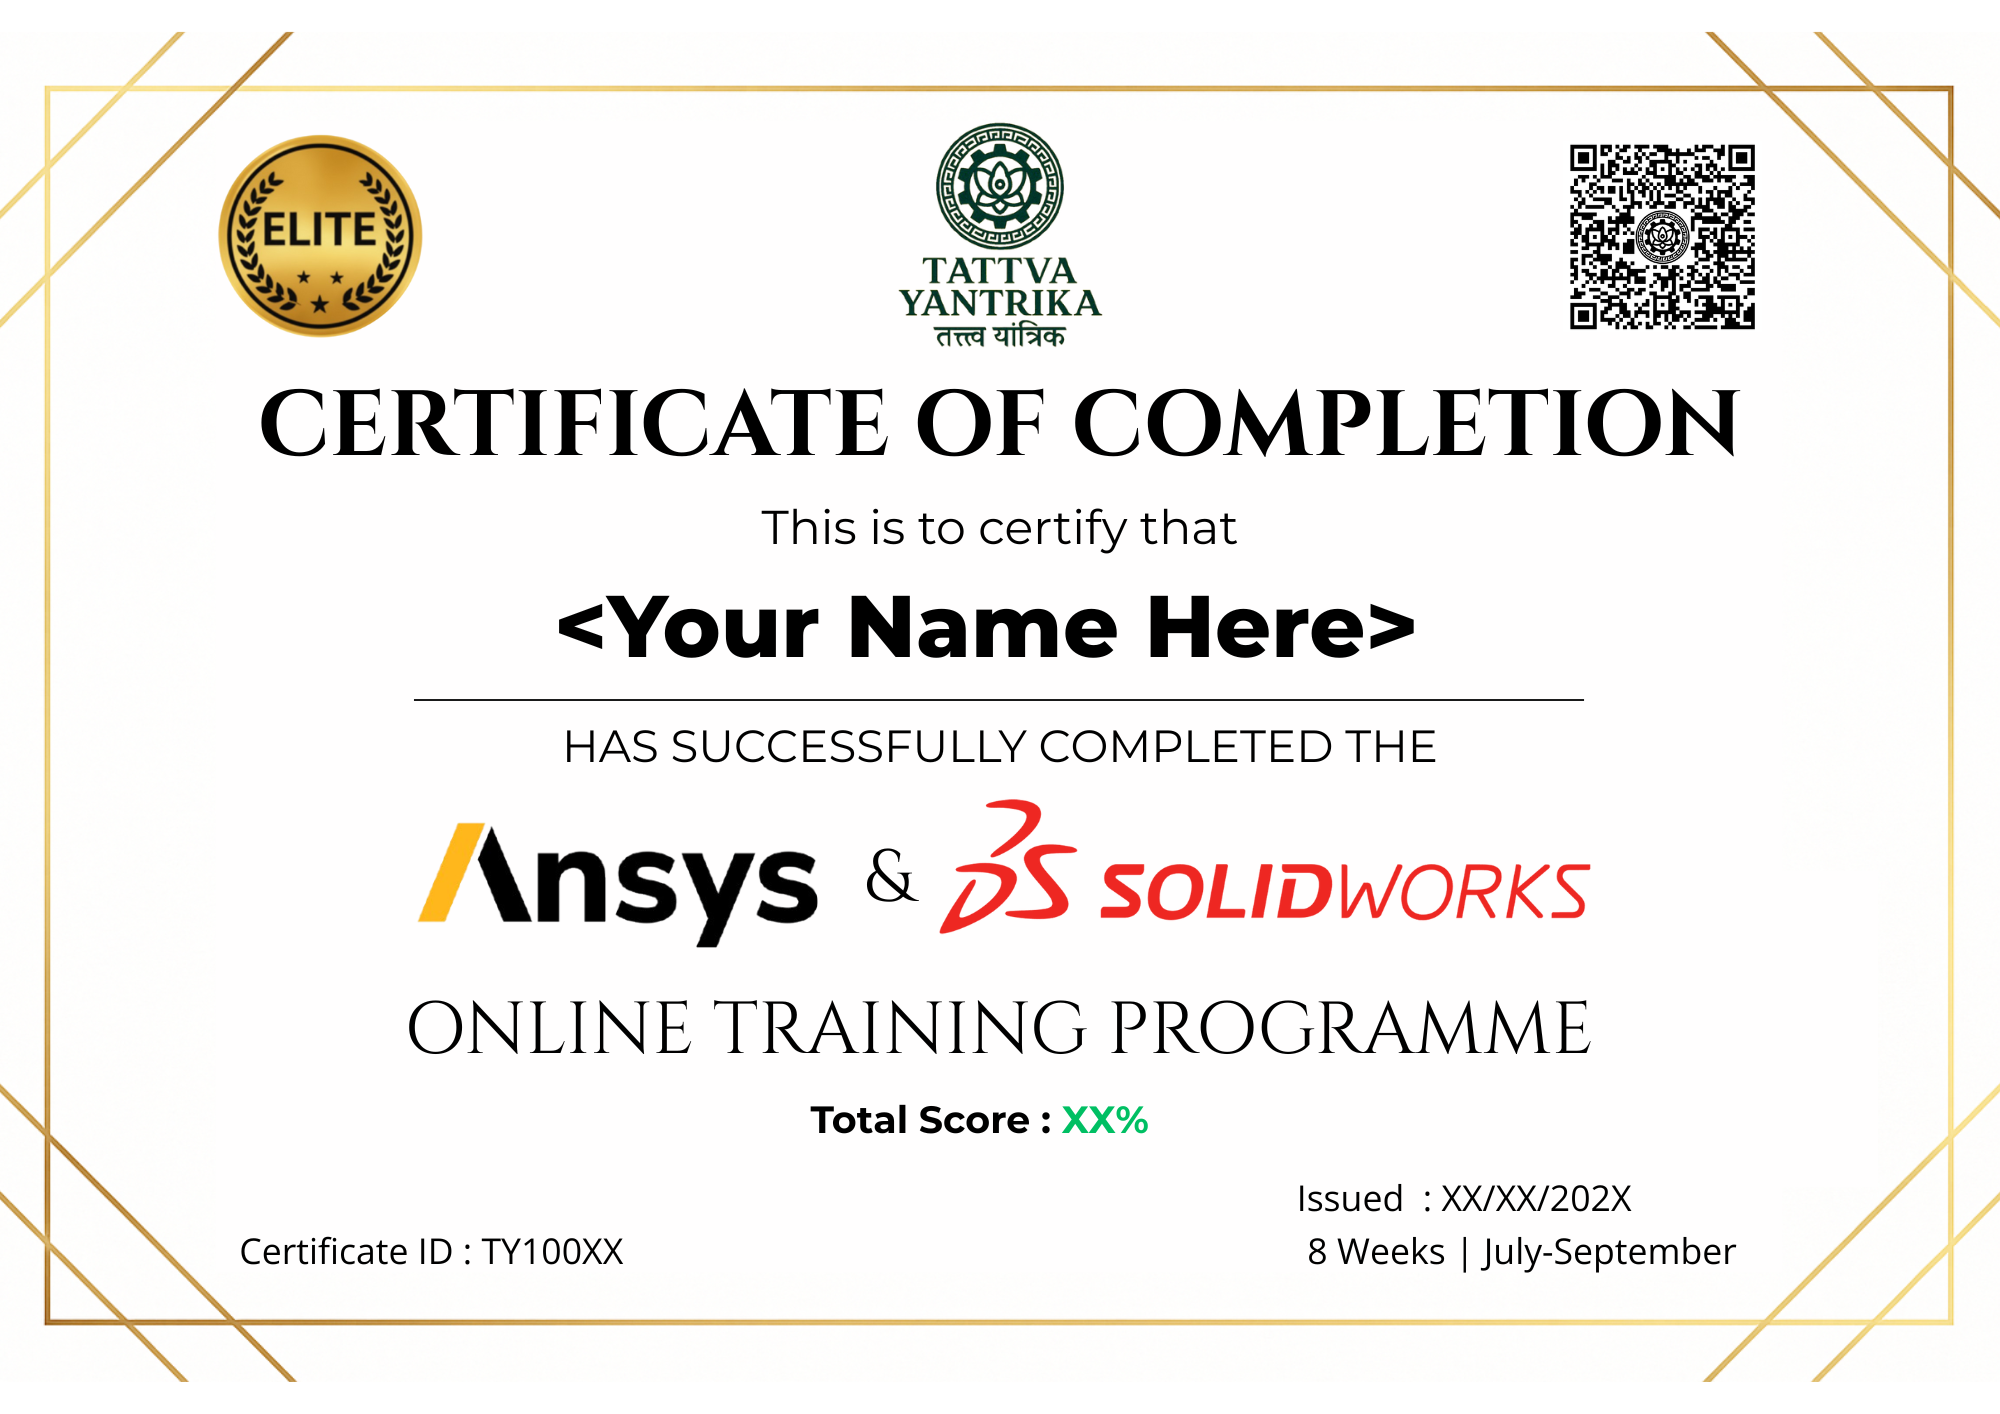 ELITE
TATTVA
YANTRIKA
तत्त्व यांत्रिक
CERTIFICATE OF COMPLETION
This is to certify that
<Your Name Here>
HAS SUCCESSFULLY COMPLETED THE
Ansys & SOLIDWORKS
ONLINE TRAINING PROGRAMME
Total Score : XX%
Issued : XX/XX/202X
Certificate ID : TY100XX
8 Weeks | July-September